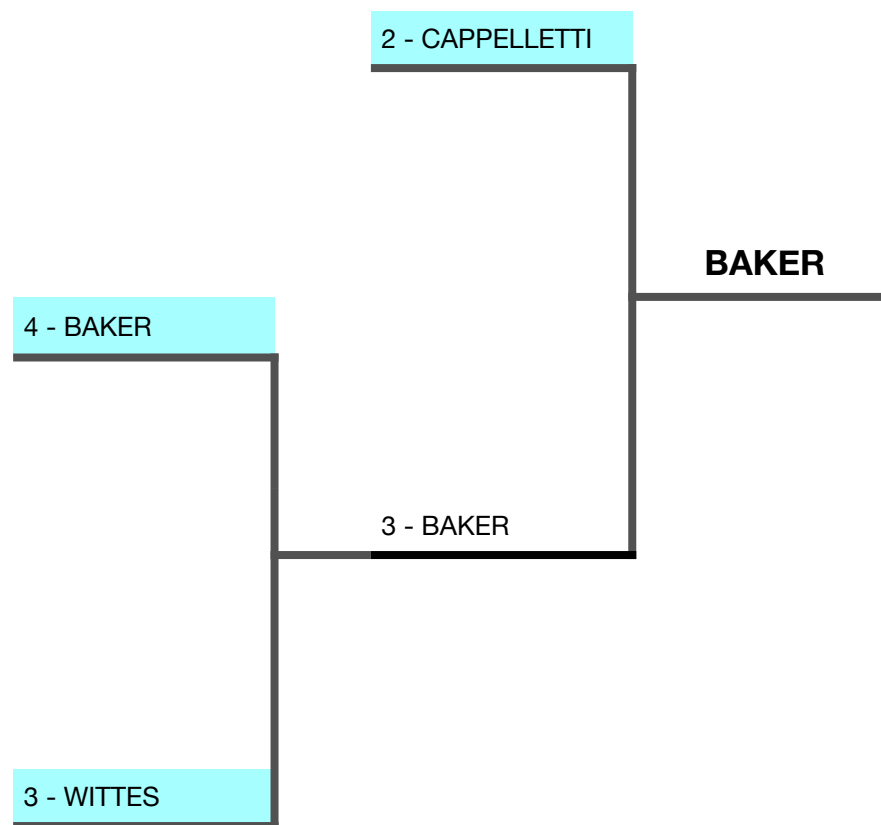 2 - CAPPELLETTI
BAKER
4 - BAKER
3 - BAKER
3 - WITTES